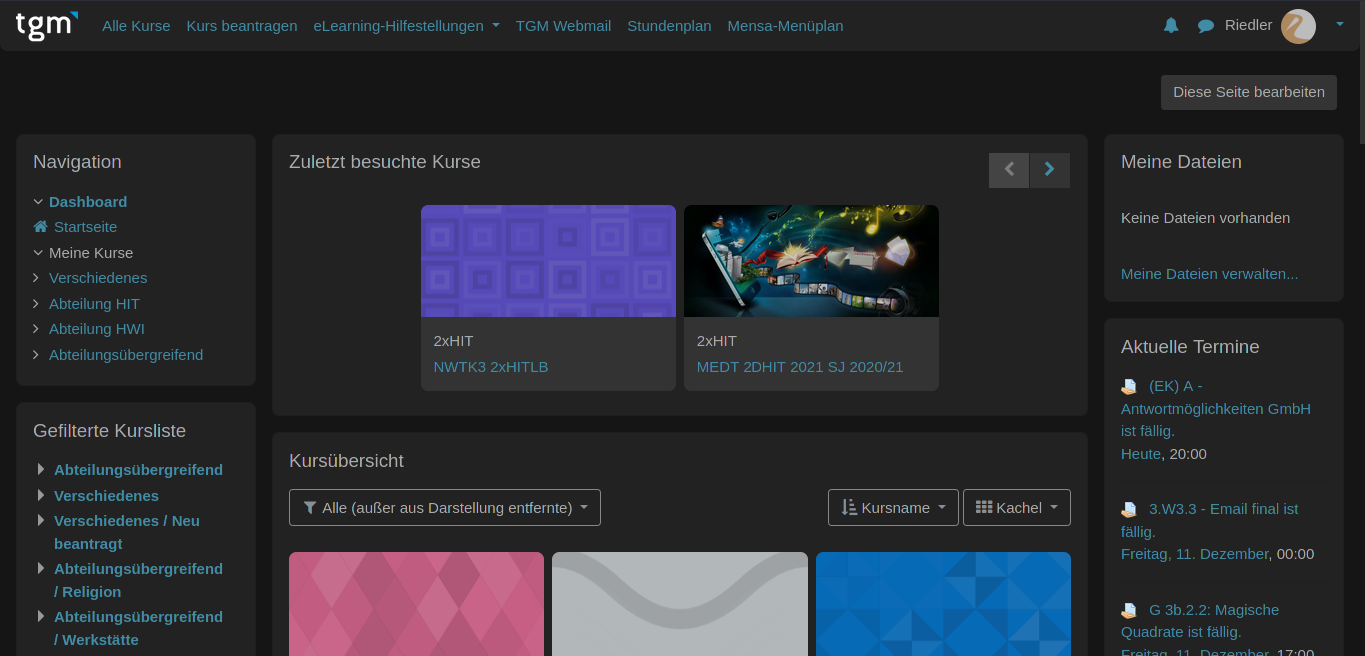 tgm
Alle Kurse
Kurs beantragen
eLearning-Hilfestellungen
TGM Webmail
Stundenplan
Mensa-Menüplan
Riedler
Diese Seite bearbeiten
Navigation
Dashboard
Startseite
Meine Kurse
Verschiedenes
Abteilung HIT
Abteilung HWI
Abteilungsübergreifend
Gefilterte Kursliste
Abteilungsübergreifend
Verschiedenes
Verschiedenes / Neu
beantragt
Abteilungsübergreifend
/ Religion
Abteilungsübergreifend
/ Werkstätte
Zuletzt besuchte Kurse
2xHIT
NWTK3 2xHITLB
2xHIT
MEDT 2DHIT 2021 SJ 2020/21
Kursübersicht
Alle (außer aus Darstellung entfernte)
Kursname
Kachel
Meine Dateien
Keine Dateien vorhanden
Meine Dateien verwalten...
Aktuelle Termine
(EK) A -
Antwortmöglichkeiten GmbH
ist fällig.
Heute, 20:00
3.W3.3 - Email final ist
fällig.
Freitag, 11. Dezember, 00:00
G 3b.2.2: Magische
Quadrate ist fällig.
Freitag, 11. Dezember, 17:00